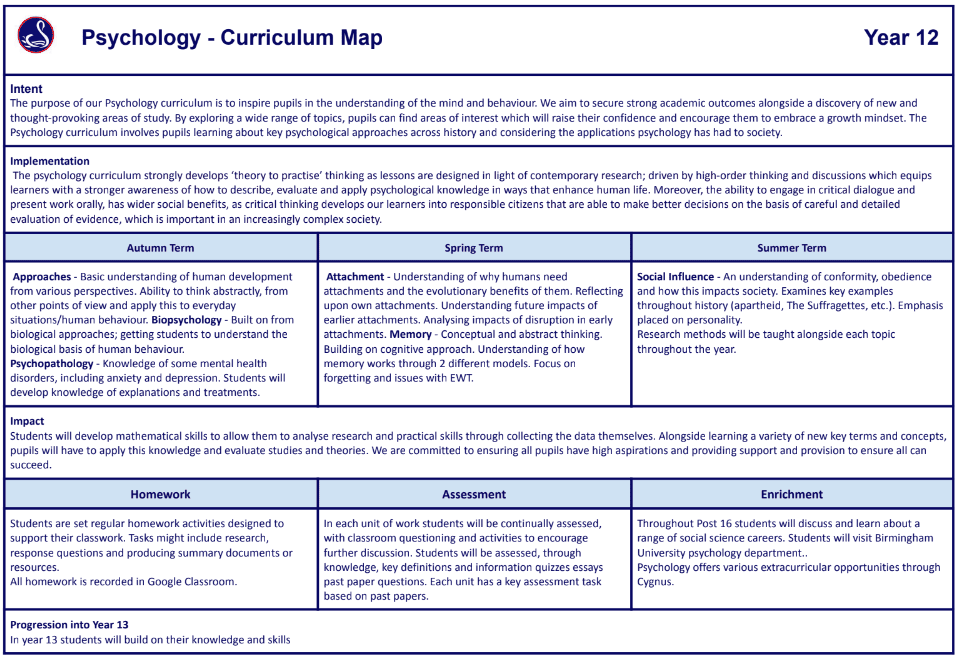 Psychology - Curriculum Map
Year 12
Intent
The purpose of our Psychology curriculum is to inspire pupils in the understanding of the mind and behaviour. We aim to secure strong academic outcomes alongside a discovery of new and
thought-provoking areas of study. By exploring a wide range of topics, pupils can find areas of interest which will raise their confidence and encourage them to embrace a growth mindset. The
Psychology curriculum involves pupils learning about key psychological approaches across history and considering the applications psychology has had to society.
Implementation
The psychology curriculum strongly develops ‘theory to practise’ thinking as lessons are designed in light of contemporary research; driven by high-order thinking and discussions which equips
learners with a stronger awareness of how to describe, evaluate and apply psychological knowledge in ways that enhance human life. Moreover, the ability to engage in critical dialogue and
present work orally, has wider social benefits, as critical thinking develops our learners into responsible citizens that are able to make better decisions on the basis of careful and detailed
evaluation of evidence, which is important in an increasingly complex society.
Autumn Term
Approaches - Basic understanding of human development
from various perspectives. Ability to think abstractly, from
other points of view and apply this to everyday
situations/human behaviour. Biopsychology - Built on from
biological approaches; getting students to understand the
biological basis of human behaviour.
Psychopathology - Knowledge of some mental health
disorders, including anxiety and depression. Students will
develop knowledge of explanations and treatments.
Spring Term
Attachment - Understanding of why humans need
attachments and the evolutionary benefits of them. Reflecting
upon own attachments. Understanding future impacts of
earlier attachments. Analysing impacts of disruption in early
attachments. Memory - Conceptual and abstract thinking.
Building on cognitive approach. Understanding of how
memory works through 2 different models. Focus on
forgetting and issues with EWT.
Summer Term
Social Influence - An understanding of conformity, obedience
and how this impacts society. Examines key examples
throughout history (apartheid, The Suffragettes, etc.). Emphasis
placed on personality.
Research methods will be taught alongside each topic
throughout the year.
Impact
Students will develop mathematical skills to allow them to analyse research and practical skills through collecting the data themselves. Alongside learning a variety of new key terms and concepts,
pupils will have to apply this knowledge and evaluate studies and theories. We are committed to ensuring all pupils have high aspirations and providing support and provision to ensure all can
succeed.
Homework
Students are set regular homework activities designed to
support their classwork. Tasks might include research,
response questions and producing summary documents or
resources.
All homework is recorded in Google Classroom.
Assessment
In each unit of work students will be continually assessed,
with classroom questioning and activities to encourage
further discussion. Students will be assessed, through
knowledge, key definitions and information quizzes essays
past paper questions. Each unit has a key assessment task
based on past papers.
Enrichment
Throughout Post 16 students will discuss and learn about a
range of social science careers. Students will visit Birmingham
University psychology department..
Psychology offers various extracurricular opportunities through
Cygnus.
Progression into Year 13
In year 13 students will build on their knowledge and skills